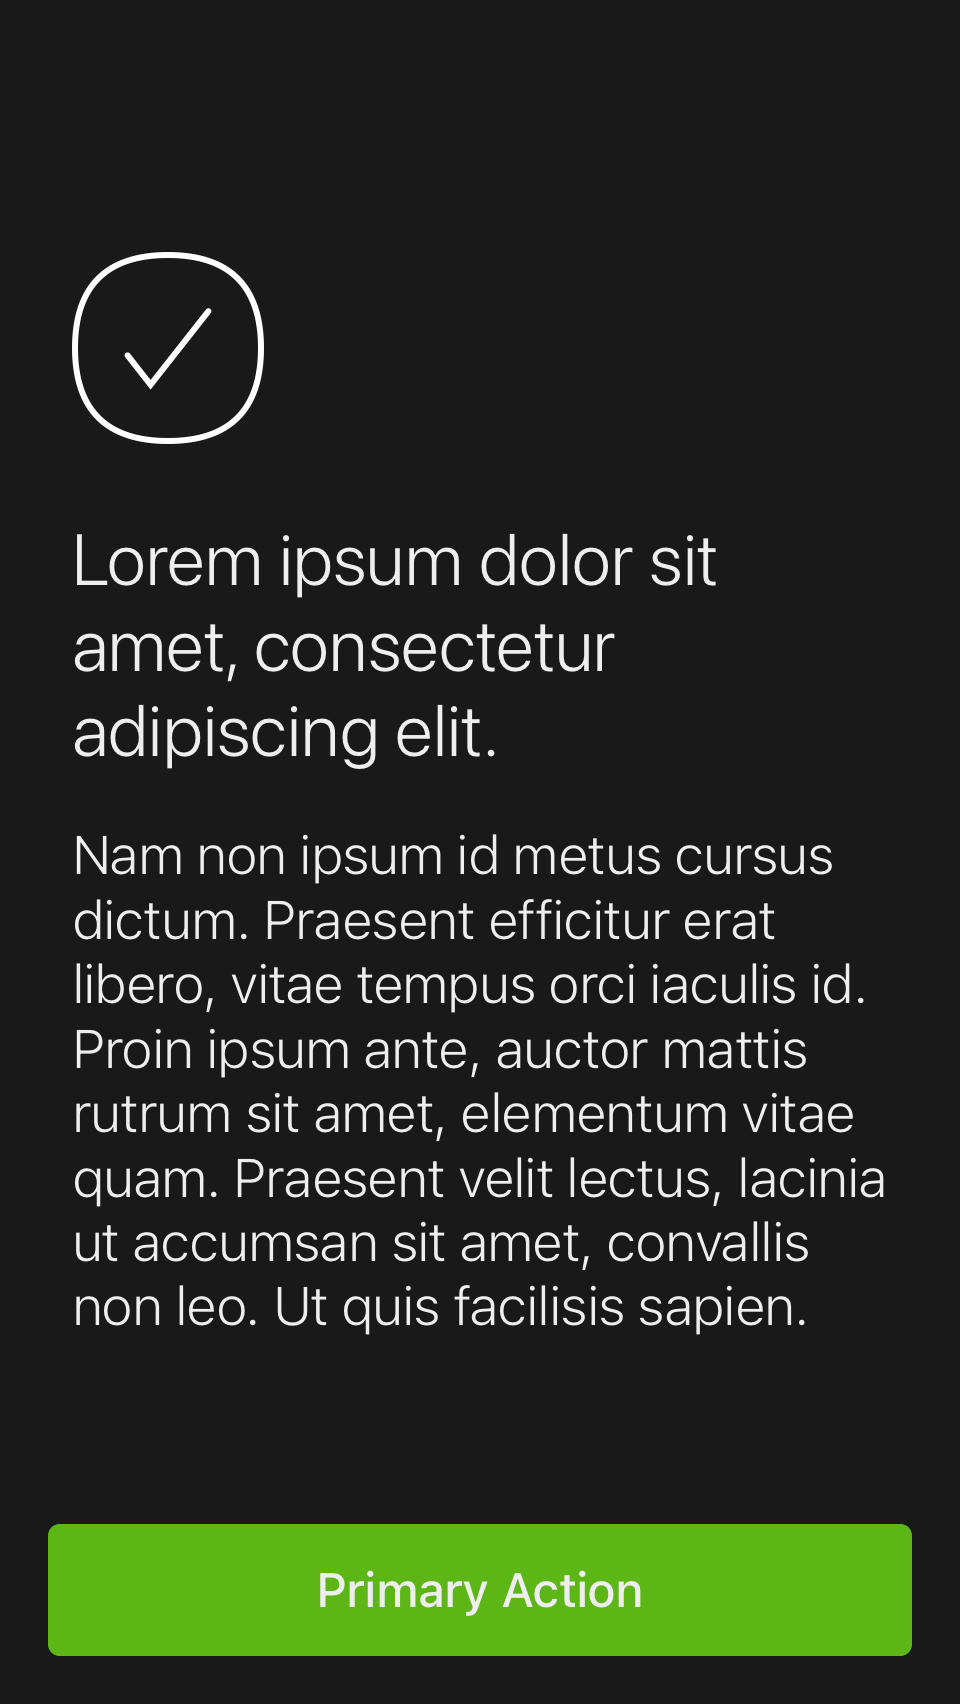 Lorem ipsum dolor sit
amet, consectetur
adipiscing elit.
Nam non ipsum id metus cursus
dictum. Praesent efficitur erat
libero, vitae tempus orci iaculis id.
Proin ipsum ante, auctor mattis
rutrum sit amet, elementum vitae
quam. Praesent velit lectus, lacinia
ut accumsan sit amet, convallis
non leo. Ut quis facilisis sapien.
Primary Action